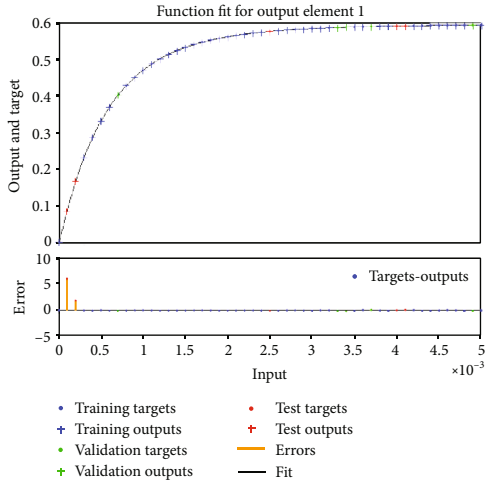 Function fit for output element 1
Output and target
0.6
0.5
0.4
0.3
0.2
0.1
0
Error
10
5
0
−5
Targets-outputs
0 0.5 1 1.5 2 2.5 3 3.5 4 4.5 5
Input
×10⁻³
Training targets
Training outputs
Validation targets
Validation outputs
Test targets
Test outputs
Errors
Fit